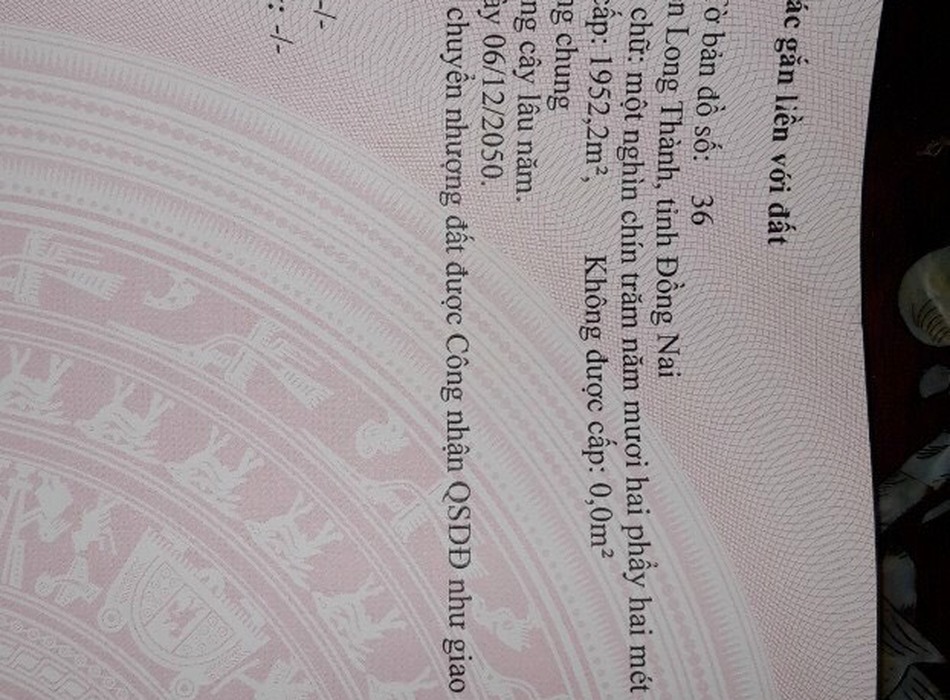 ác gắn liền với đất
ờ bản đồ số: 36
n Long Thành, tỉnh Đồng Nai
chữ: một nghìn chín trăm năm mươi hai phẩy hai mét
cấp: 1952,2m², Không được cấp: 0,0m²
ng chung
ng cây lâu năm.
ày 06/12/2050.
chuyển nhượng đất được Công nhận QSDĐ như giao
-/-
: -/-